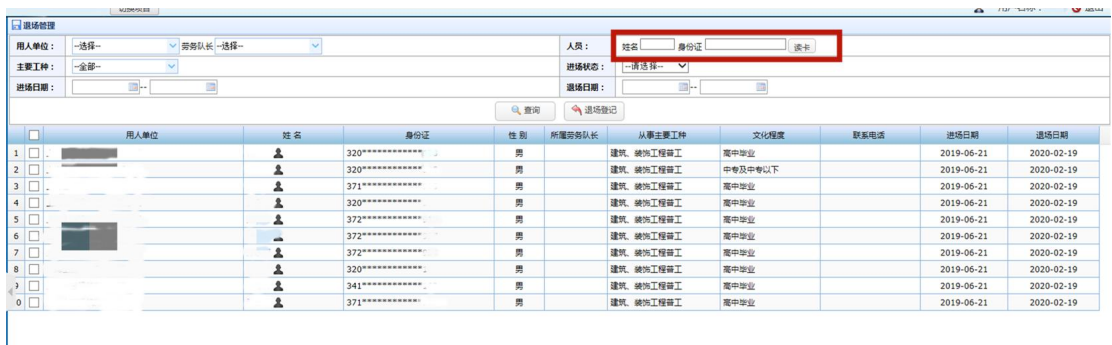 切换项目 用户名称： 退出
退场管理
用人单位： --选择-- 劳务队长 --选择-- 人员： 姓名 身份证 读卡
主要工种： --全部-- 进场状态： --请选择--
进场日期： -- 退场日期： --
查询 退场登记
用人单位 姓 名 身份证 性 别 所属劳务队长 从事主要工种 文化程度 联系电话 进场日期 退场日期
1 320************* 男 建筑、装饰工程普工 高中毕业 2019-06-21 2020-02-19
2 320************* 男 建筑、装饰工程普工 中专及中专以下 2019-06-21 2020-02-19
3 371************* 男 建筑、装饰工程普工 高中毕业 2019-06-21 2020-02-19
4 320************* 男 建筑、装饰工程普工 高中毕业 2019-06-21 2020-02-19
5 372************* 男 建筑、装饰工程普工 高中毕业 2019-06-21 2020-02-19
6 372************* 男 建筑、装饰工程普工 高中毕业 2019-06-21 2020-02-19
7 372************* 男 建筑、装饰工程普工 高中毕业 2019-06-21 2020-02-19
8 320************* 男 建筑、装饰工程普工 高中毕业 2019-06-21 2020-02-19
341************* 男 建筑、装饰工程普工 高中毕业 2019-06-21 2020-02-19
0 371************* 男 建筑、装饰工程普工 高中毕业 2019-06-21 2020-02-19